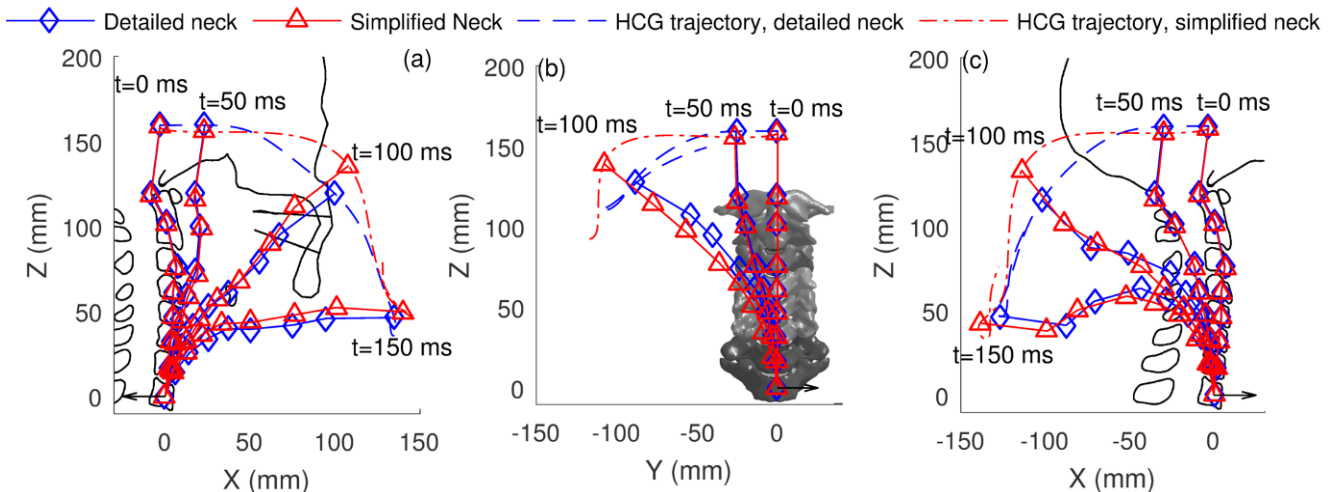 Detailed neck Simplified Neck HCG trajectory, detailed neck HCG trajectory, simplified neck
(a)
t=0 ms
t=50 ms
t=100 ms
t=150 ms
200
150
100
50
0
Z (mm)
0 50 100 150
X (mm)
(b)
t=50 ms
t=0 ms
t=100 ms
200
150
100
50
0
Z (mm)
-150 -100 -50 0
Y (mm)
(c)
t=50 ms
t=0 ms
t=100 ms
t=150 ms
200
150
100
50
0
Z (mm)
-150 -100 -50 0
X (mm)